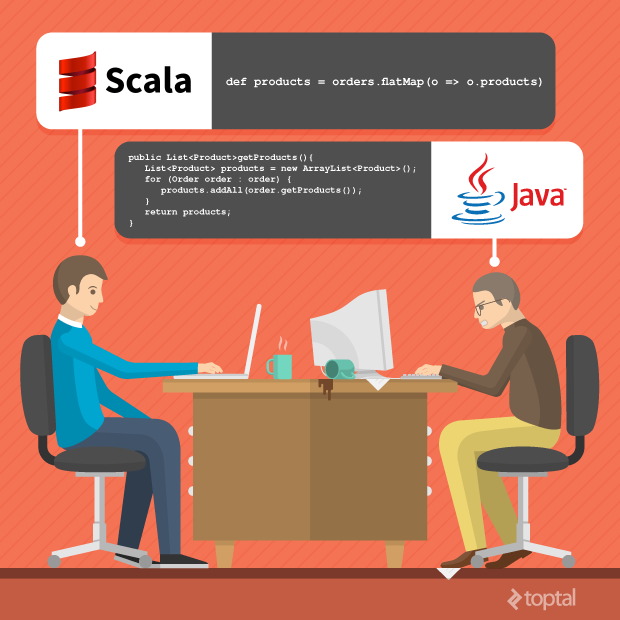 Scala
def products = orders.flatMap(o => o.products)
public List<Product>getProducts(){
List<Product> products = new ArrayList<Product>();
for (Order order : order) {
products.addAll(order.getProducts());
}
return products;
}
Java™
toptal